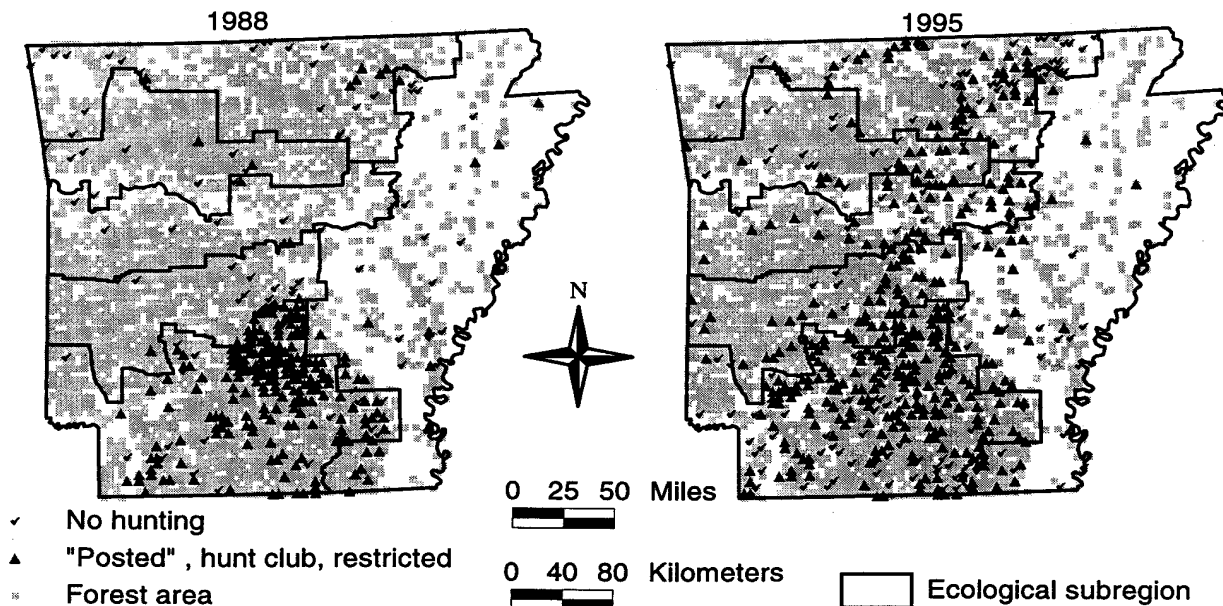 1988
1995
N
0 25 50 Miles
0 40 80 Kilometers
No hunting
"Posted" , hunt club, restricted
Forest area
Ecological subregion